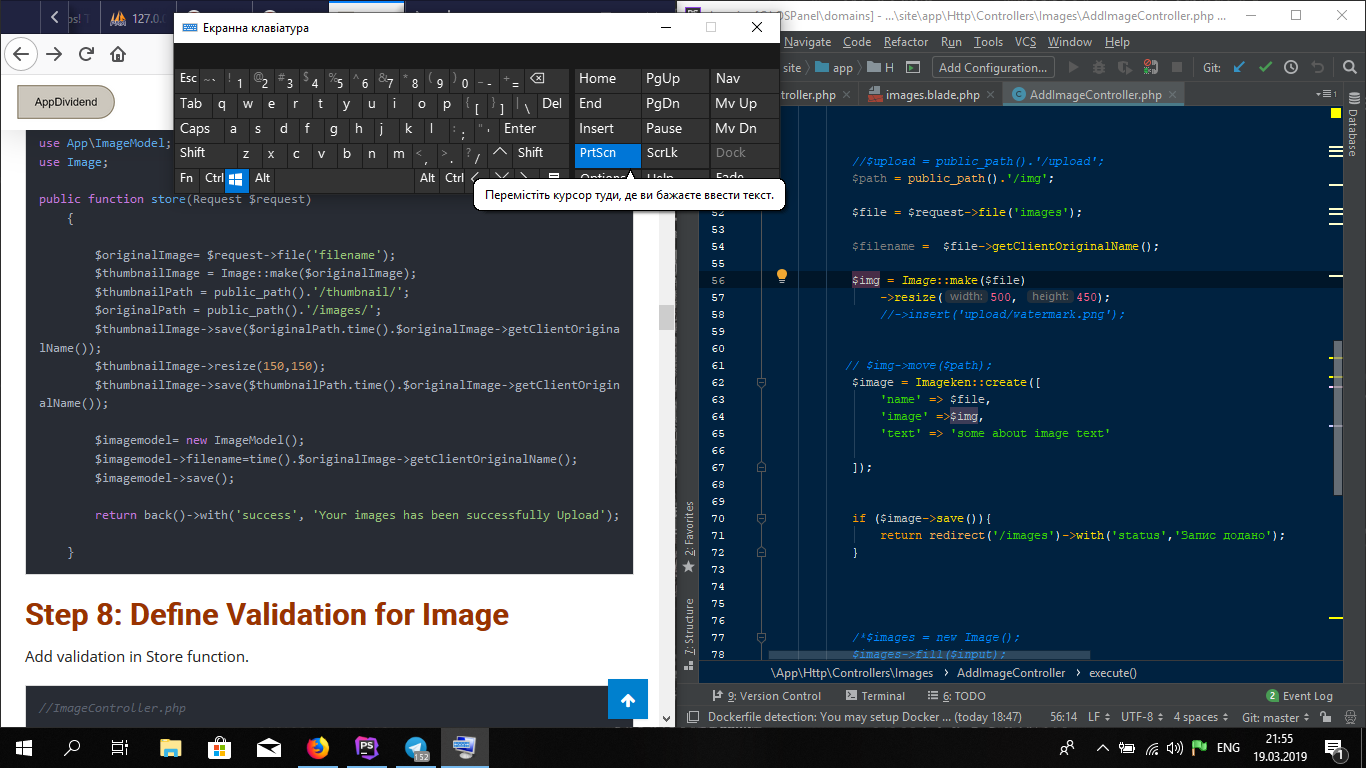 127.0.
Екранна клавіатура
Esc ~ ` ! 1 @ 2 # 3 $ 4 % 5 ^ 6 & 7 * 8 ( 9 ) 0 _ - + = Home PgUp Nav
Tab q w e r t y u i o p { [ } ] | \ Del End PgDn Mv Up
Caps a s d f g h j k l : ; " ' Enter Insert Pause Mv Dn
Shift z x c v b n m < , > . ? / Shift PrtScn ScrLk Dock
Fn Ctrl Alt Alt Ctrl Options Help Fade
Перемістіть курсор туди, де ви бажаєте ввести текст.
AppDividend
use App\ImageModel;
use Image;
public function store(Request $request)
{
$originalImage= $request->file('filename');
$thumbnailImage = Image::make($originalImage);
$thumbnailPath = public_path().'/thumbnail/';
$originalPath = public_path().'/images/';
$thumbnailImage->save($originalPath.time().$originalImage->getClientOrigina
lName());
$thumbnailImage->resize(150,150);
$thumbnailImage->save($thumbnailPath.time().$originalImage->getClientOrigin
alName());
$imagemodel= new ImageModel();
$imagemodel->filename=time().$originalImage->getClientOriginalName();
$imagemodel->save();
return back()->with('success', 'Your images has been successfully Upload');
}
Step 8: Define Validation for Image
Add validation in Store function.
//ImageController.php
OSPanel\domains] - ...\site\app\Http\Controllers\Images\AddImageController.php ...
Navigate Code Refactor Run Tools VCS Window Help
site app H Add Configuration... Git:
troller.php images.blade.php AddImageController.php
//$upload = public_path().'/upload';
$path = public_path().'/img';
52 $file = $request->file('images');
53
54 $filename = $file->getClientOriginalName();
55
56 $img = Image::make($file)
57 ->resize( width: 500, height: 450);
58 //->insert('upload/watermark.png');
59
60
61 // $img->move($path);
62 $image = Imageken::create([
63 'name' => $file,
64 'image' =>$img,
65 'text' => 'some about image text'
66
67 ]);
68
69
70 if ($image->save()){
71 return redirect('/images')->with('status','Запис додано');
72 }
73
74
75
76
77 /*$images = new Image();
78 $images->fill($input);
Database
2: Favorites
7: Structure
\App\Http\Controllers\Images › AddImageController › execute()
9: Version Control Terminal 6: TODO 2 Event Log
Dockerfile detection: You may setup Docker ... (today 18:47) 56:14 LF UTF-8 4 spaces Git: master
PS 152 ENG 21:55
19.03.2019 1